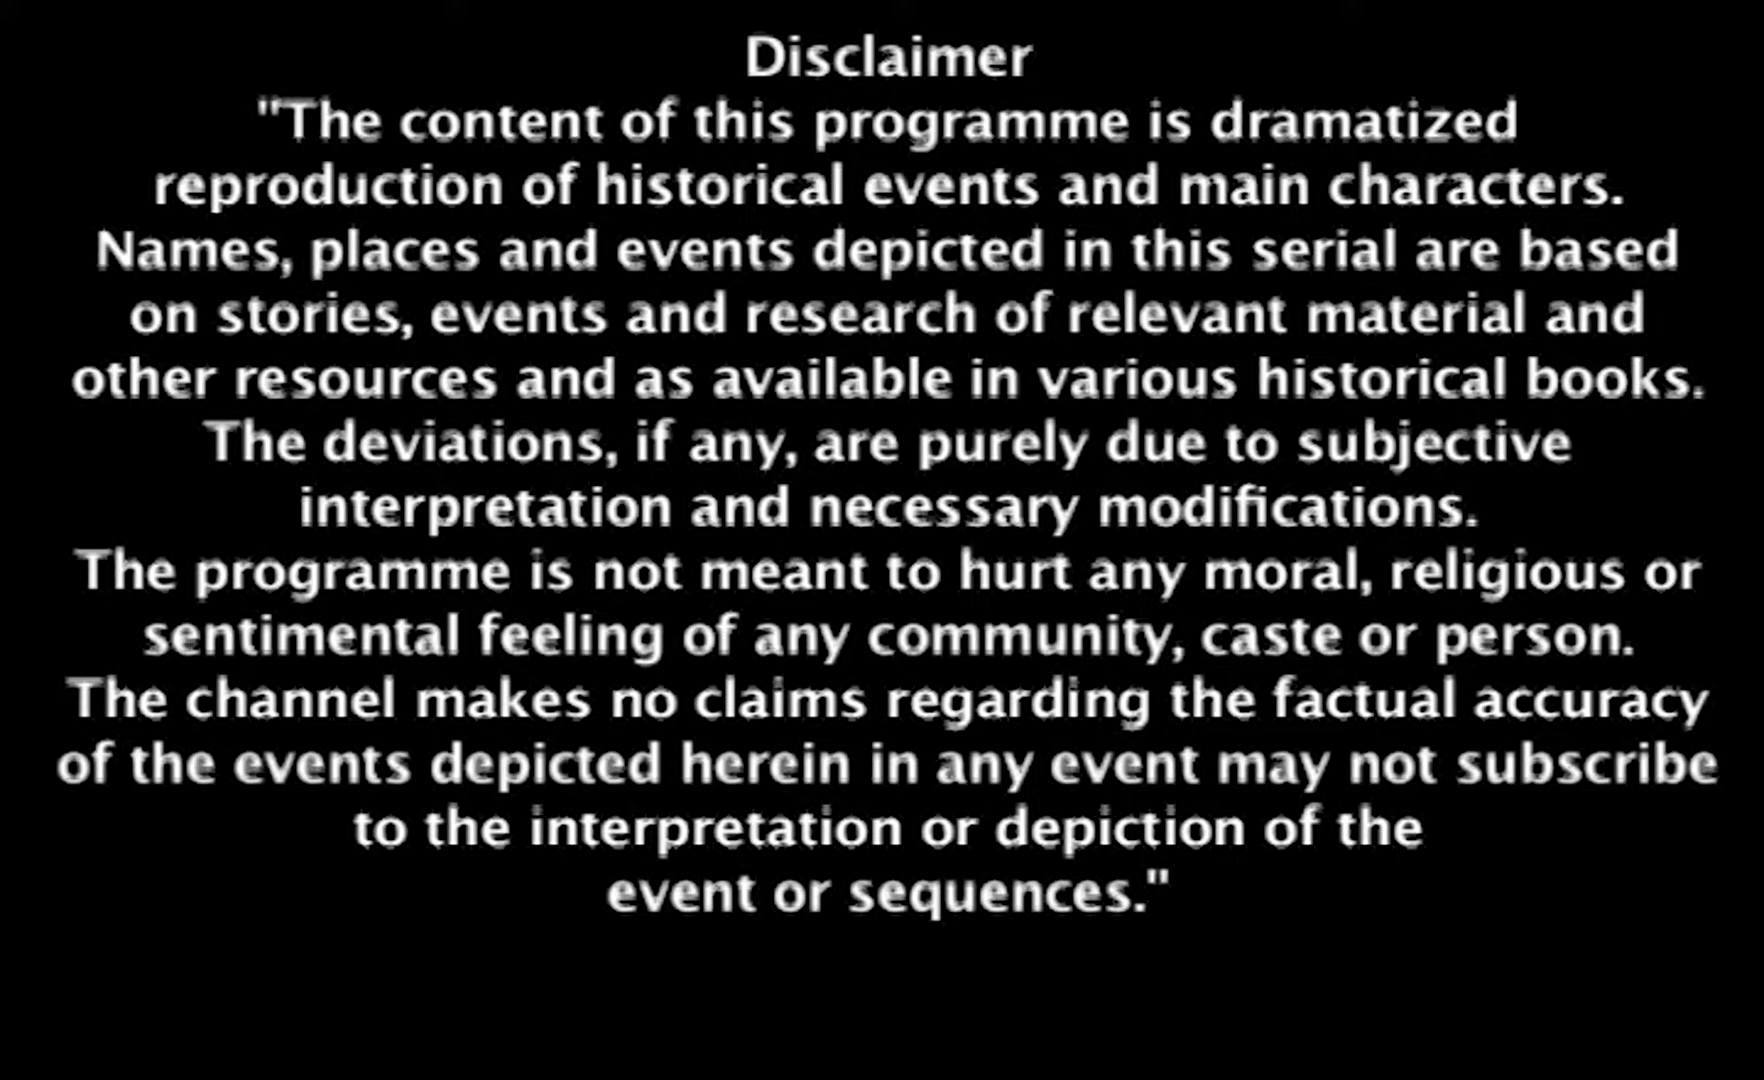 Disclaimer
"The content of this programme is dramatized
reproduction of historical events and main characters.
Names, places and events depicted in this serial are based
on stories, events and research of relevant material and
other resources and as available in various historical books.
The deviations, if any, are purely due to subjective
interpretation and necessary modifications.
The programme is not meant to hurt any moral, religious or
sentimental feeling of any community, caste or person.
The channel makes no claims regarding the factual accuracy
of the events depicted herein in any event may not subscribe
to the interpretation or depiction of the
event or sequences."